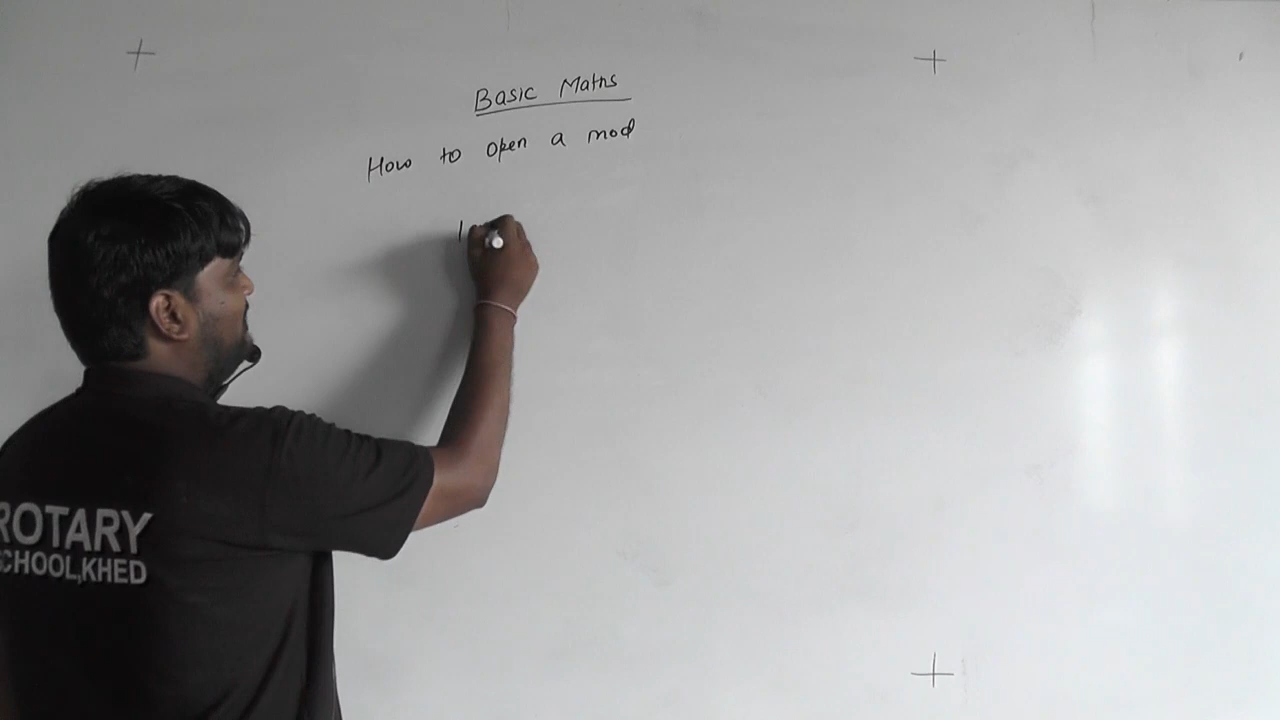 Basic Maths
How to open a mod
|
ROTARY
SCHOOL,KHED